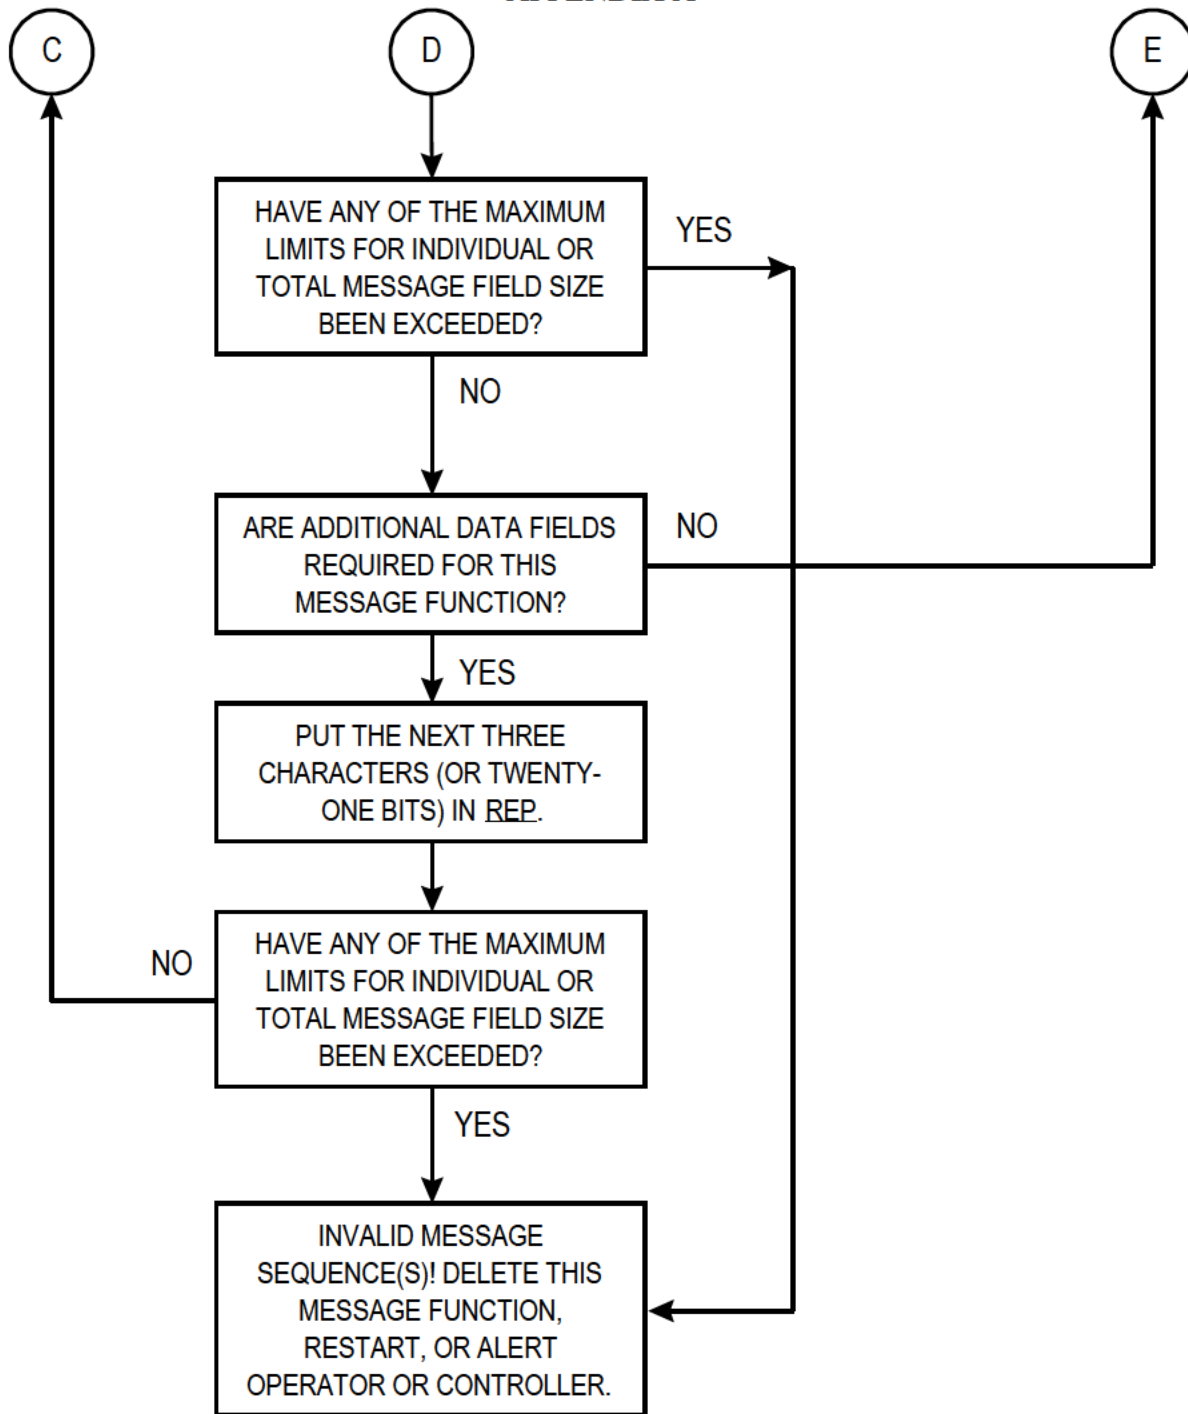 C
D
E
HAVE ANY OF THE MAXIMUM
LIMITS FOR INDIVIDUAL OR
TOTAL MESSAGE FIELD SIZE
BEEN EXCEEDED?
YES
NO
ARE ADDITIONAL DATA FIELDS
REQUIRED FOR THIS
MESSAGE FUNCTION?
NO
YES
PUT THE NEXT THREE
CHARACTERS (OR TWENTY-
ONE BITS) IN REP.
HAVE ANY OF THE MAXIMUM
LIMITS FOR INDIVIDUAL OR
TOTAL MESSAGE FIELD SIZE
BEEN EXCEEDED?
NO
YES
INVALID MESSAGE
SEQUENCE(S)! DELETE THIS
MESSAGE FUNCTION,
RESTART, OR ALERT
OPERATOR OR CONTROLLER.